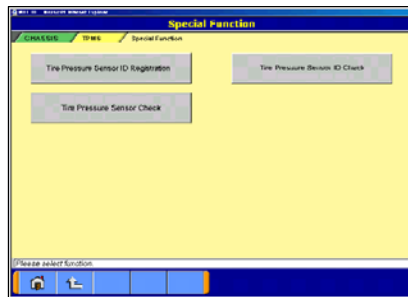 Special Function
CHASSIS TPMS Special Function
Tire Pressure Sensor ID Registration
Tire Pressure Sensor ID Check
Tire Pressure Sensor Check
Please select function